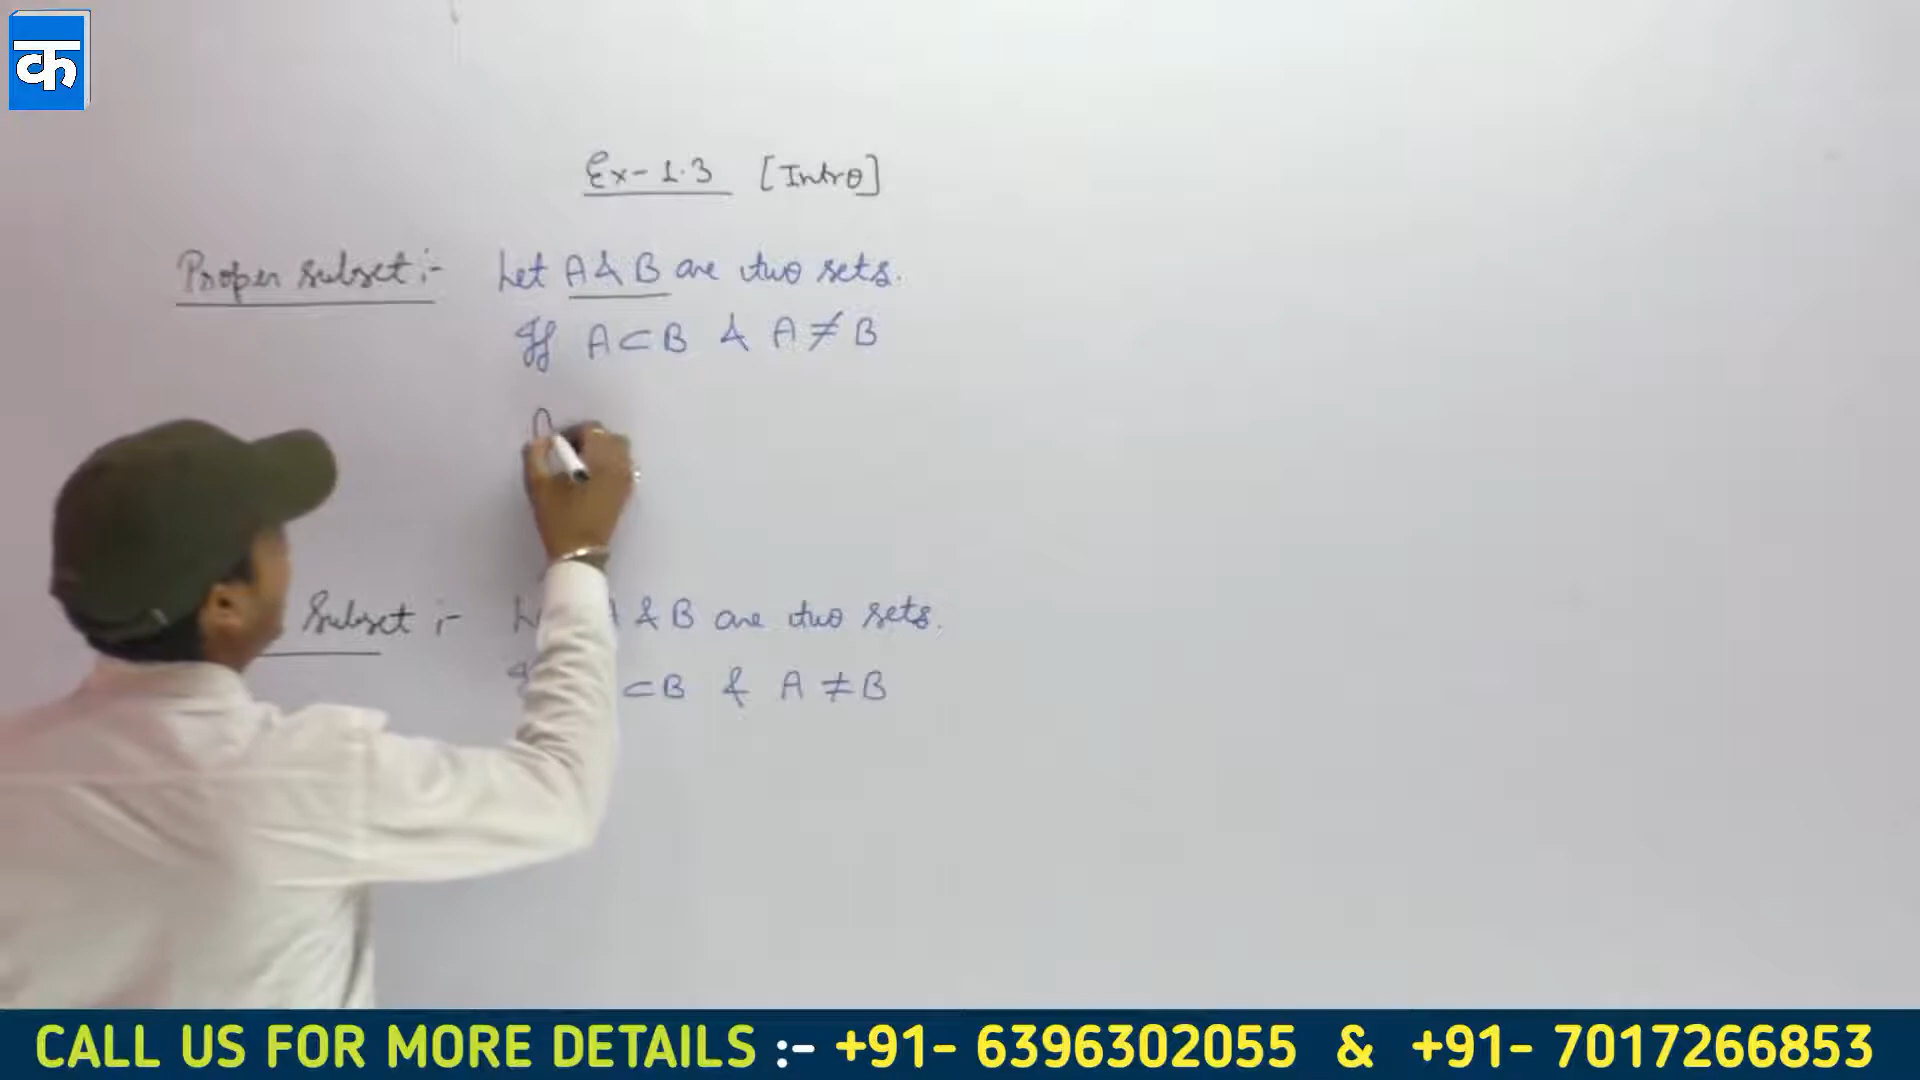 क
Ex-1.3 [Intro]
Proper subset :- Let A & B are two sets.
If A⊂B & A≠B
Subset :- A & B are two sets.
⊂B & A ≠ B
CALL US FOR MORE DETAILS :- +91- 6396302055 & +91- 7017266853